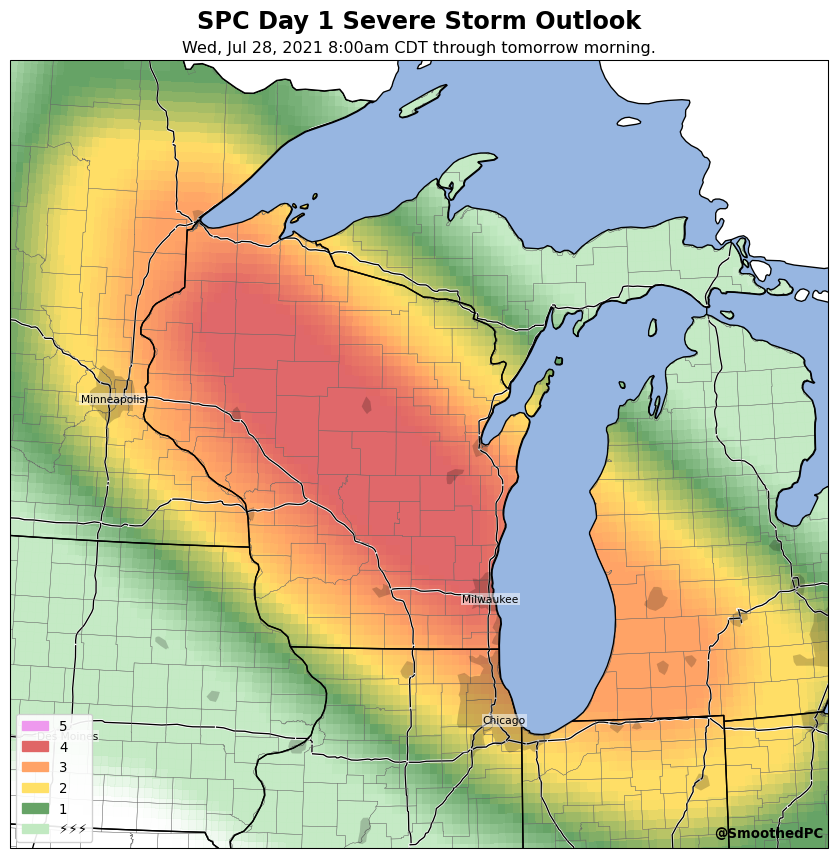 SPC Day 1 Severe Storm Outlook
Wed, Jul 28, 2021 8:00am CDT through tomorrow morning.
Minneapolis
Milwaukee
Chicago
Des Moines
5
4
3
2
1
⚡⚡⚡
@SmoothedPC